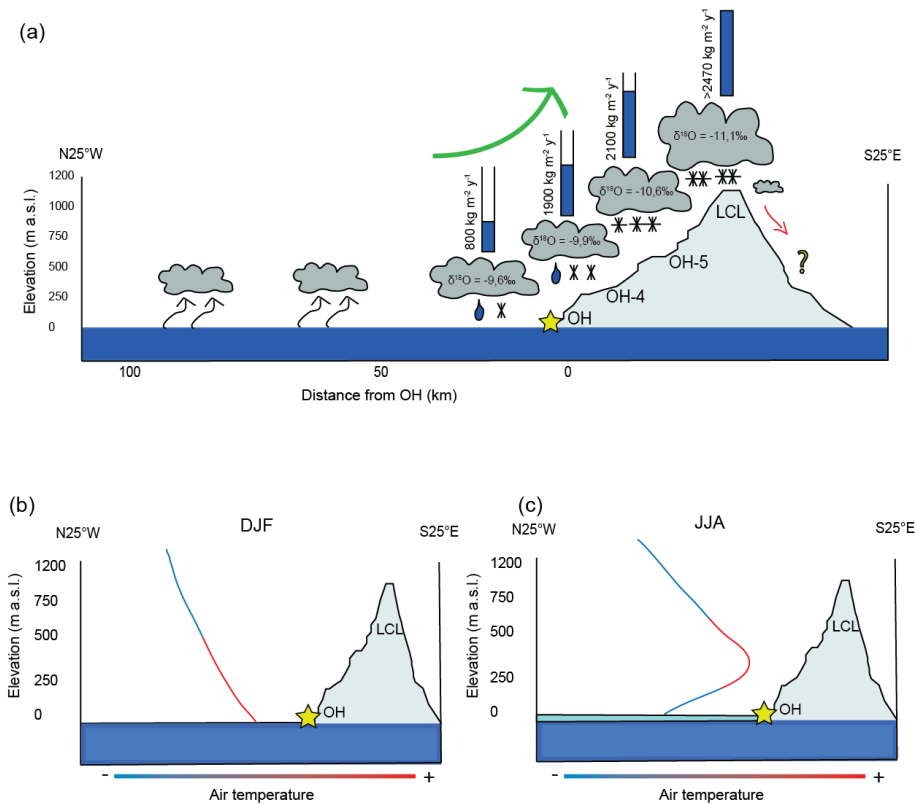 (a)
N25°W
S25°E
Elevation (m a.s.l.)
1200
1000
750
500
250
0
800 kg m⁻² y⁻¹
1900 kg m⁻² y⁻¹
2100 kg m⁻² y⁻¹
>2470 kg m⁻² y⁻¹
δ¹⁸O = -9,6‰
δ¹⁸O = -9,9‰
δ¹⁸O = -10,6‰
δ¹⁸O = -11,1‰
LCL
OH-5
OH-4
OH
?
100
50
0
Distance from OH (km)
(b)
N25°W
DJF
S25°E
Elevation (m a.s.l.)
1200
750
500
250
0
LCL
OH
- +
Air temperature
(c)
N25°W
JJA
S25°E
Elevation (m a.s.l.)
1200
750
500
250
0
LCL
OH
- +
Air temperature